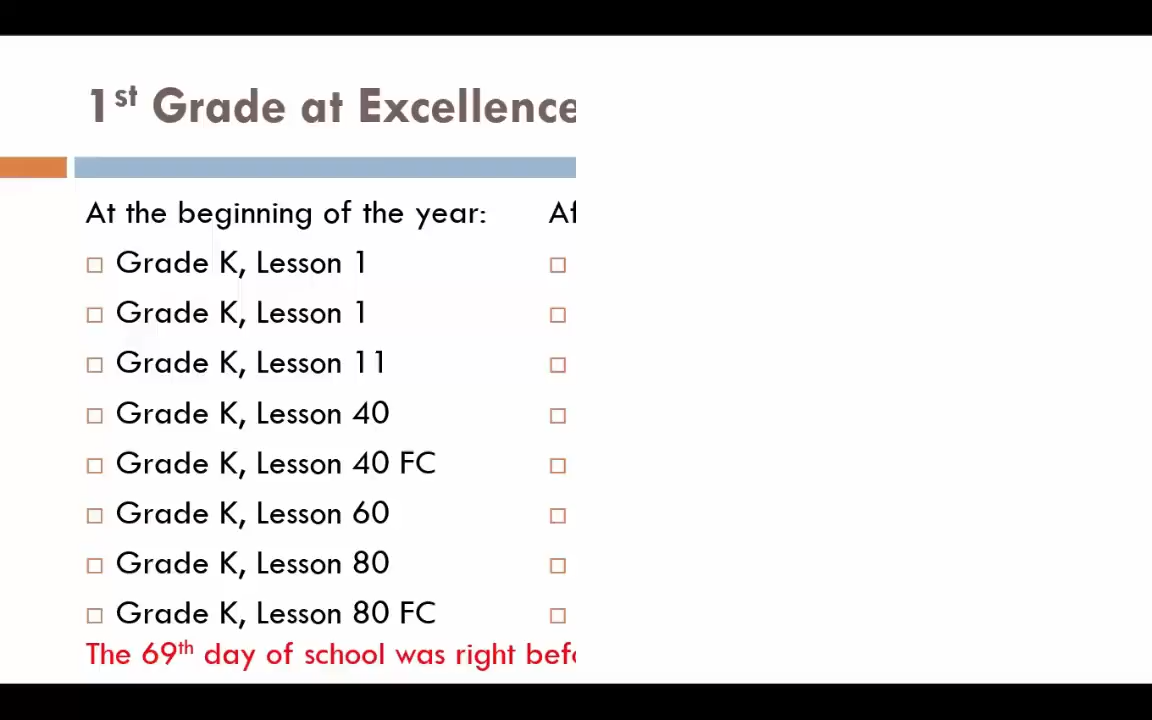 1st Grade at Excellence
At the beginning of the year:
Grade K, Lesson 1
Grade K, Lesson 1
Grade K, Lesson 11
Grade K, Lesson 40
Grade K, Lesson 40 FC
Grade K, Lesson 60
Grade K, Lesson 80
Grade K, Lesson 80 FC
The 69th day of school was right